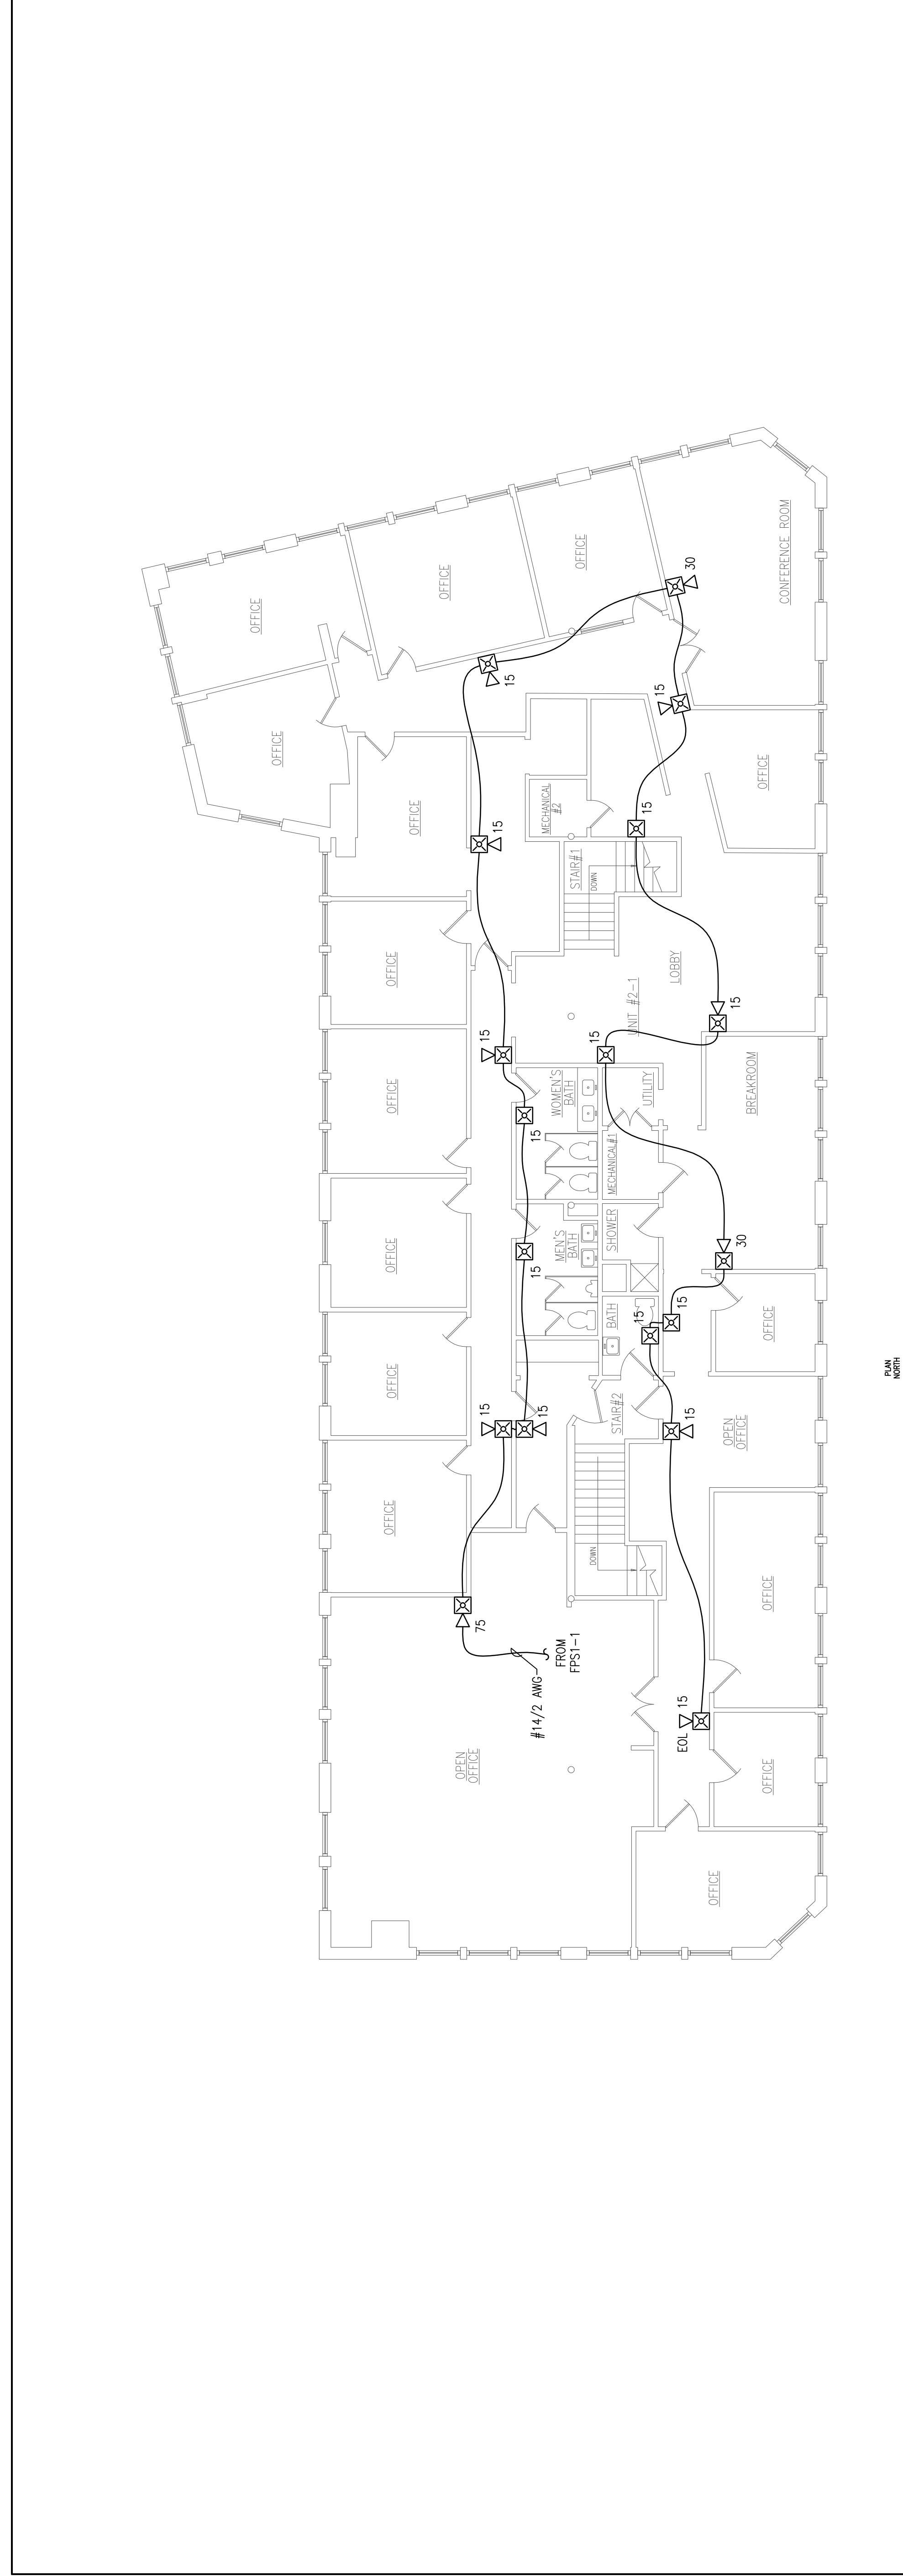 OFFICE
OFFICE
OFFICE
OFFICE
CONFERENCE ROOM
30
15
15
OFFICE
OFFICE
MECHANICAL
#2
OFFICE
15
15
STAIR#1
DOWN
OFFICE
LOBBY
UNIT #2-1
15
15
15
OFFICE
WOMEN'S
BATH
UTILITY
BREAKROOM
15
MECHANICAL#1
OFFICE
MEN'S
BATH
SHOWER
15
30
BATH
15
15
OFFICE
OFFICE
STAIR#2
15
15
15
OPEN
OFFICE
OFFICE
DOWN
OFFICE
75
FROM
FPS1-1
#14/2 AWG
EOL
15
OPEN
OFFICE
OFFICE
OFFICE
PLAN
NORTH